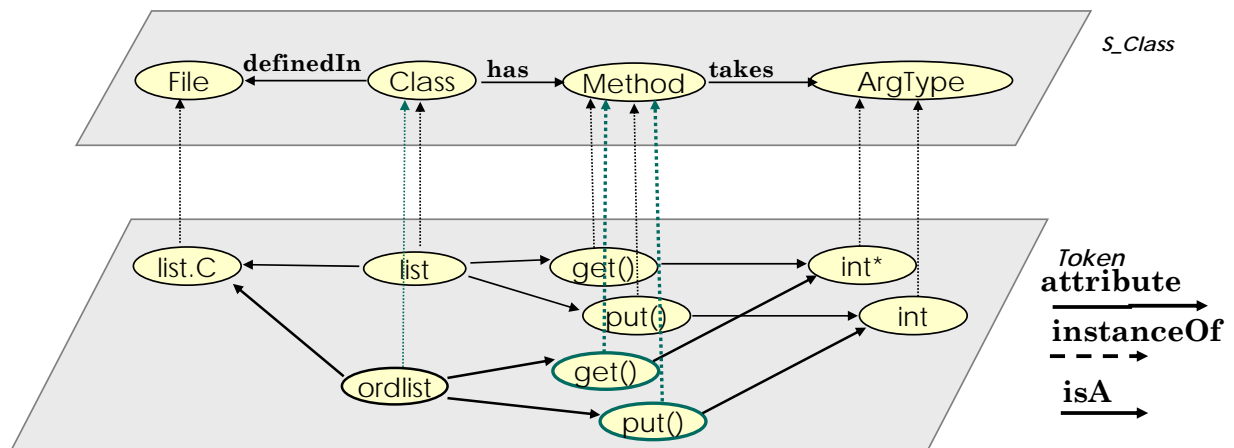 S_Class
definedIn
has
takes
File
Class
Method
ArgType
list.C
list
get()
int*
put()
int
get()
ordlist
put()
Token
attribute
instanceOf
isA